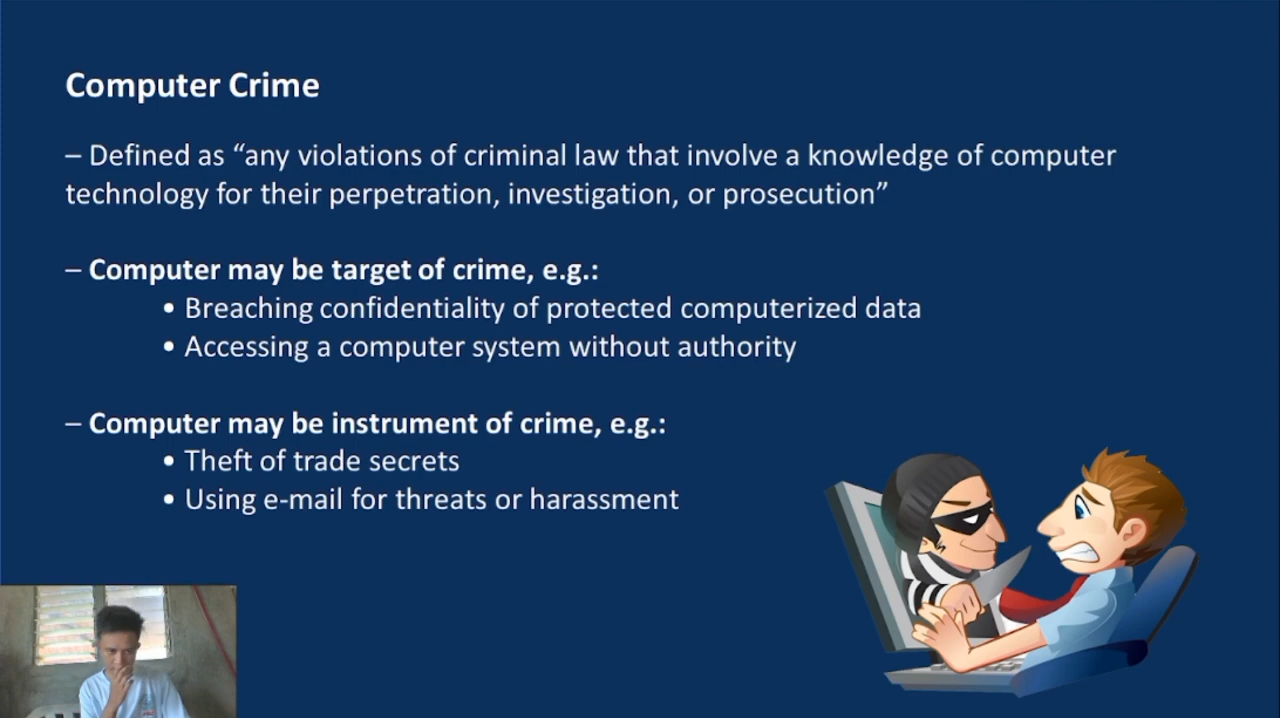 Computer Crime
– Defined as “any violations of criminal law that involve a knowledge of computer
technology for their perpetration, investigation, or prosecution”
– Computer may be target of crime, e.g.:
• Breaching confidentiality of protected computerized data
• Accessing a computer system without authority
– Computer may be instrument of crime, e.g.:
• Theft of trade secrets
• Using e-mail for threats or harassment